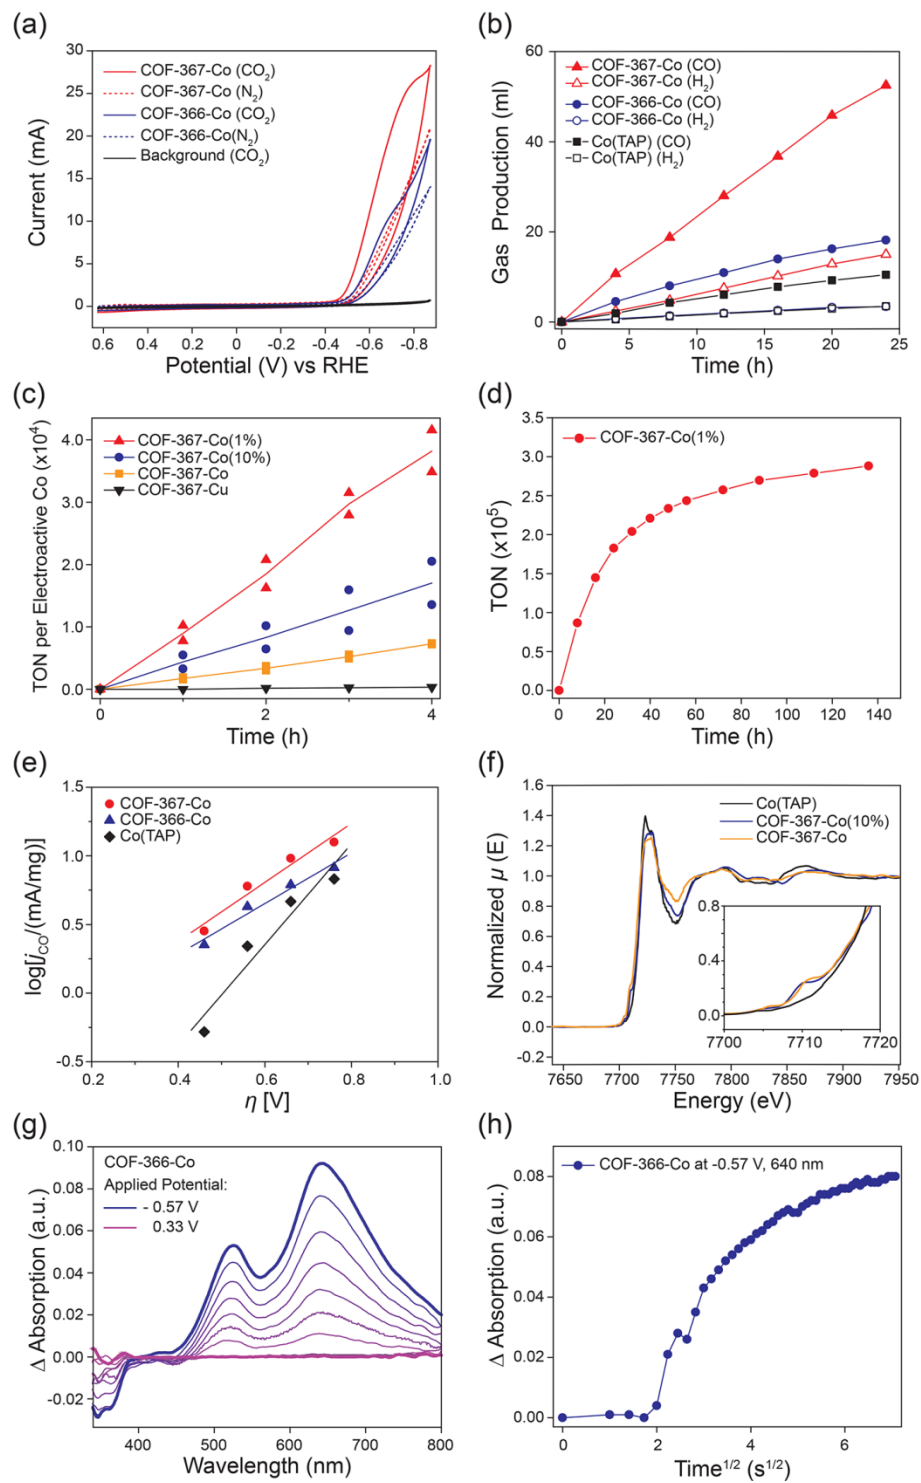 (a)
30
25
20
15
10
5
0
Current (mA)
COF-367-Co (CO2)
COF-367-Co (N2)
COF-366-Co (CO2)
COF-366-Co(N2)
Background (CO2)
0.6 0.4 0.2 0 -0.2 -0.4 -0.6 -0.8
Potential (V) vs RHE
(b)
60
40
20
0
Gas Production (ml)
COF-367-Co (CO)
COF-367-Co (H2)
COF-366-Co (CO)
COF-366-Co (H2)
Co(TAP) (CO)
Co(TAP) (H2)
0 5 10 15 20 25
Time (h)
(c)
4.0
3.0
2.0
1.0
0.0
TON per Electroactive Co (x10⁴)
COF-367-Co(1%)
COF-367-Co(10%)
COF-367-Co
COF-367-Cu
0 2 4
Time (h)
(d)
3.5
3.0
2.5
2.0
1.5
1.0
0.5
0.0
TON (x10⁵)
COF-367-Co(1%)
0 20 40 60 80 100 120 140
Time (h)
(e)
1.5
1.0
0.5
0.0
-0.5
log[jCO/(mA/mg)]
COF-367-Co
COF-366-Co
Co(TAP)
0.2 0.4 0.6 0.8 1.0
η [V]
(f)
1.6
1.4
1.2
1.0
0.8
0.6
0.4
0.2
0.0
-0.2
Normalized μ (E)
Co(TAP)
COF-367-Co(10%)
COF-367-Co
0.8
0.4
0.0
7700 7710 7720
7650 7700 7750 7800 7850 7900 7950
Energy (eV)
(g)
0.10
0.08
0.06
0.04
0.02
0.00
-0.02
Δ Absorption (a.u.)
COF-366-Co
Applied Potential:
- 0.57 V
0.33 V
400 500 600 700 800
Wavelength (nm)
(h)
0.08
0.06
0.04
0.02
0.00
Δ Absorption (a.u.)
COF-366-Co at -0.57 V, 640 nm
0 2 4 6
Time1/2 (s1/2)